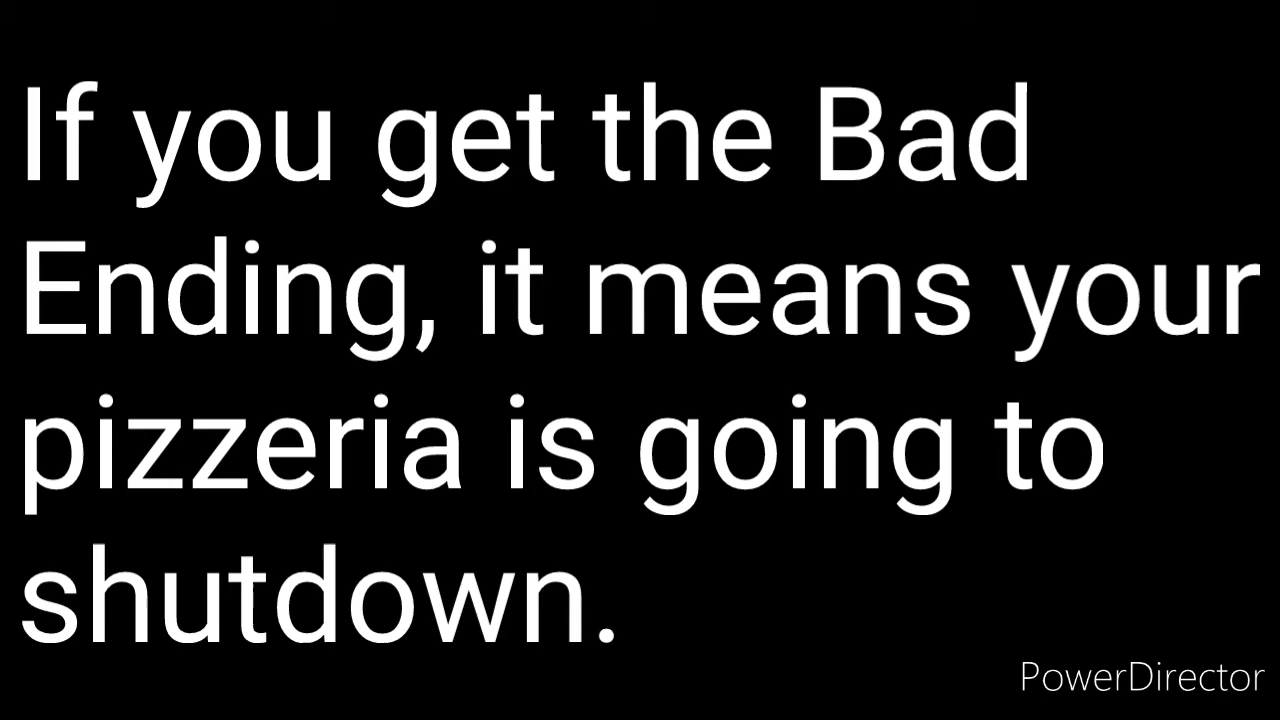 If you get the Bad
Ending, it means your
pizzeria is going to
shutdown.
PowerDirector